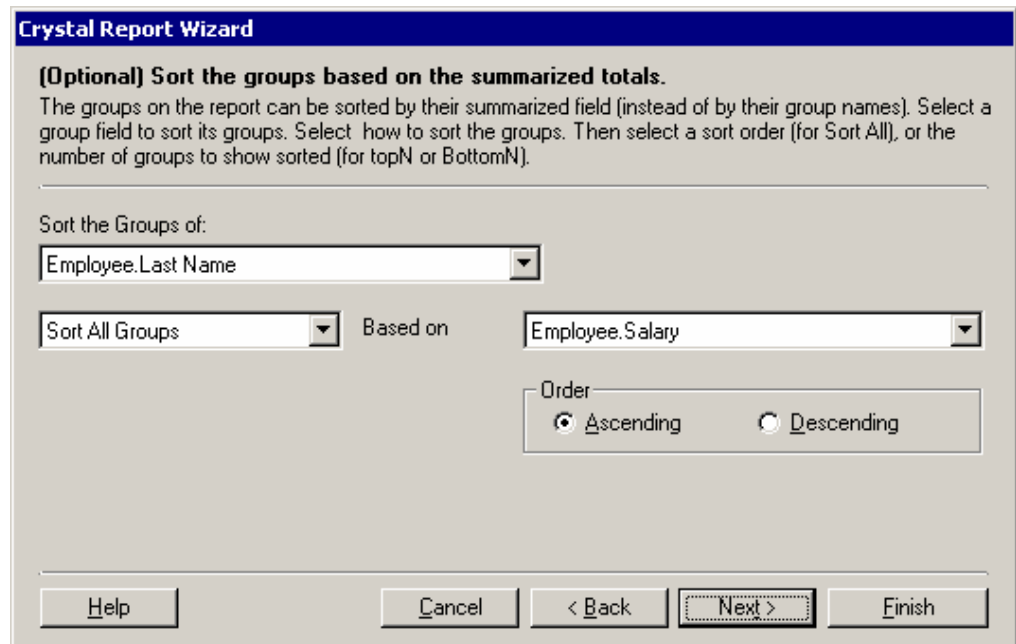 Crystal Report Wizard
(Optional) Sort the groups based on the summarized totals.
The groups on the report can be sorted by their summarized field (instead of by their group names). Select a
group field to sort its groups. Select  how to sort the groups. Then select a sort order (for Sort All), or the
number of groups to show sorted (for topN or BottomN).
Sort the Groups of:
Employee.Last Name
Sort All Groups Based on Employee.Salary
Order
Ascending Descending
Help Cancel < Back Next > Finish